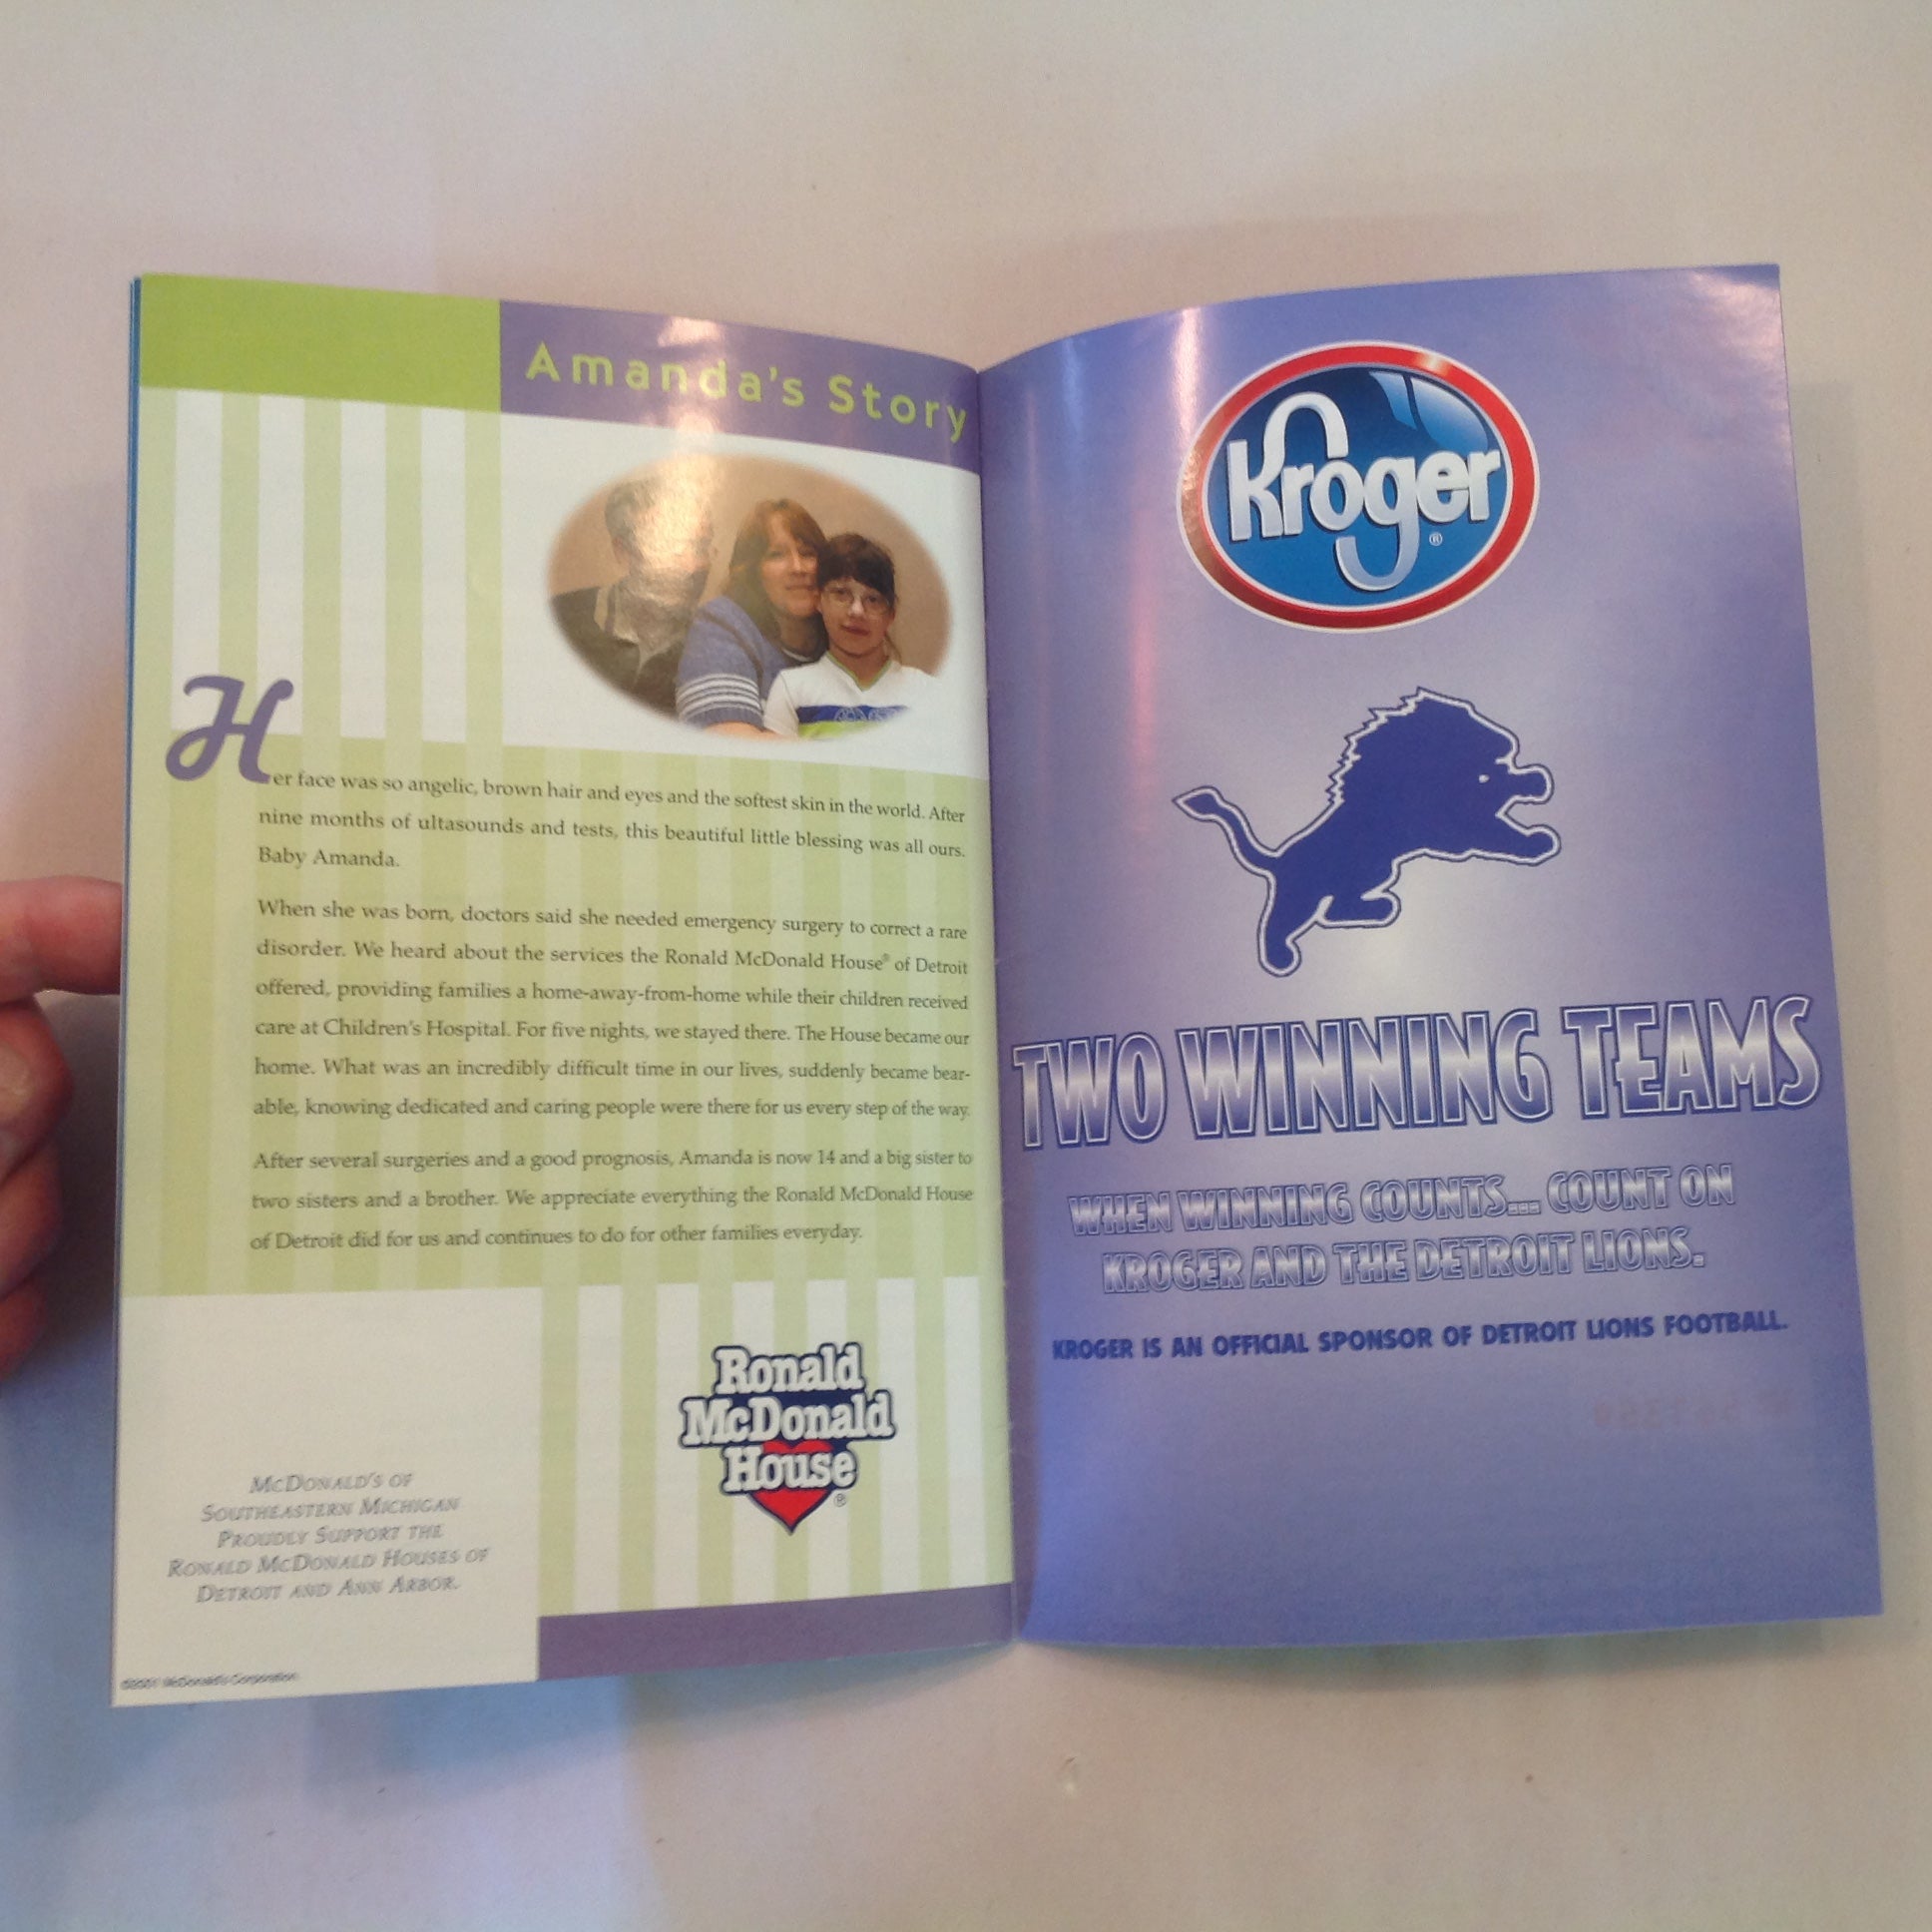 Amanda's Story
Her face was so angelic, brown hair and eyes and the softest skin in the world. After
nine months of ultasounds and tests, this beautiful little blessing was all ours.
Baby Amanda.
When she was born, doctors said she needed emergency surgery to correct a rare
disorder. We heard about the services the Ronald McDonald House® of Detroit
offered, providing families a home-away-from-home while their children received
care at Children's Hospital. For five nights, we stayed there. The House became our
home. What was an incredibly difficult time in our lives, suddenly became bear-
able, knowing dedicated and caring people were there for us every step of the way.
After several surgeries and a good prognosis, Amanda is now 14 and a big sister to
two sisters and a brother. We appreciate everything the Ronald McDonald House
of Detroit did for us and continues to do for other families everyday.
Ronald
McDonald
House®
McDonald's of
Southeastern Michigan
Proudly Support the
Ronald McDonald Houses of
Detroit and Ann Arbor.
McDonald's Corporation
Kroger®
TWO WINNING TEAMS
WHEN WINNING COUNTS... COUNT ON
KROGER AND THE DETROIT LIONS.
KROGER IS AN OFFICIAL SPONSOR OF DETROIT LIONS FOOTBALL.